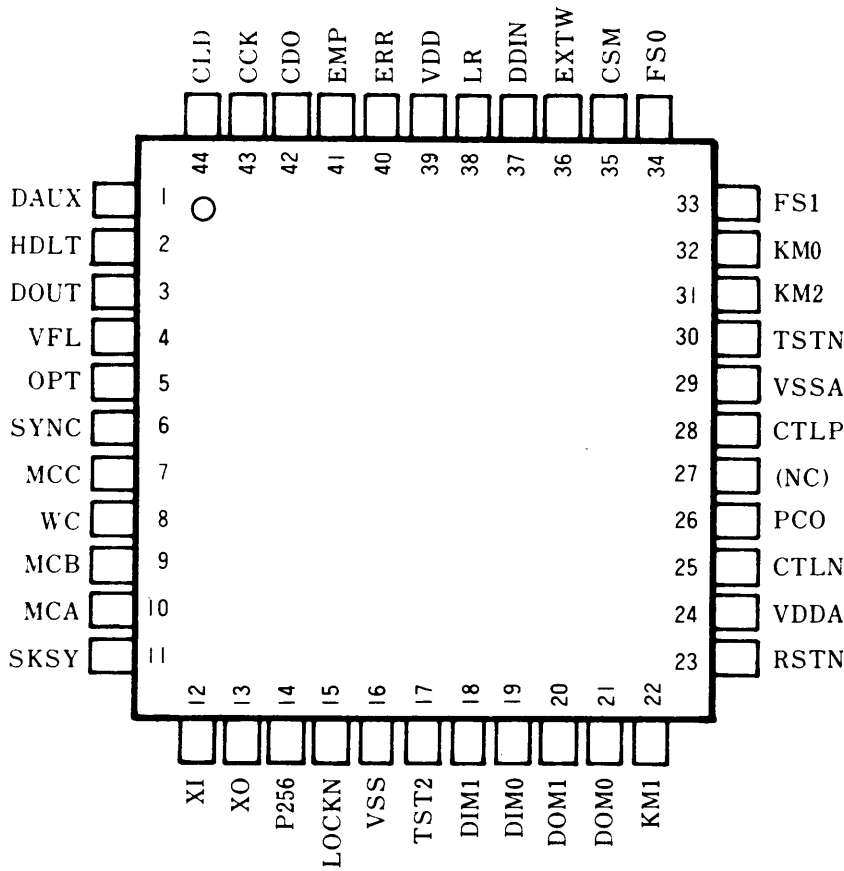 CLD CCK CDO EMP ERR VDD LR DDIN EXTW CSM FS0
44 43 42 41 40 39 38 37 36 35 34
DAUX 1 33 FS1
HDLT 2 32 KM0
DOUT 3 31 KM2
VFL 4 30 TSTN
OPT 5 29 VSSA
SYNC 6 28 CTLP
MCC 7 27 (NC)
WC 8 26 PCO
MCB 9 25 CTLN
MCA 10 24 VDDA
SKSY 11 23 RSTN
12 13 14 15 16 17 18 19 20 21 22
XI XO P256 LOCKN VSS TST2 DIM1 DIM0 DOM1 DOM0 KM1